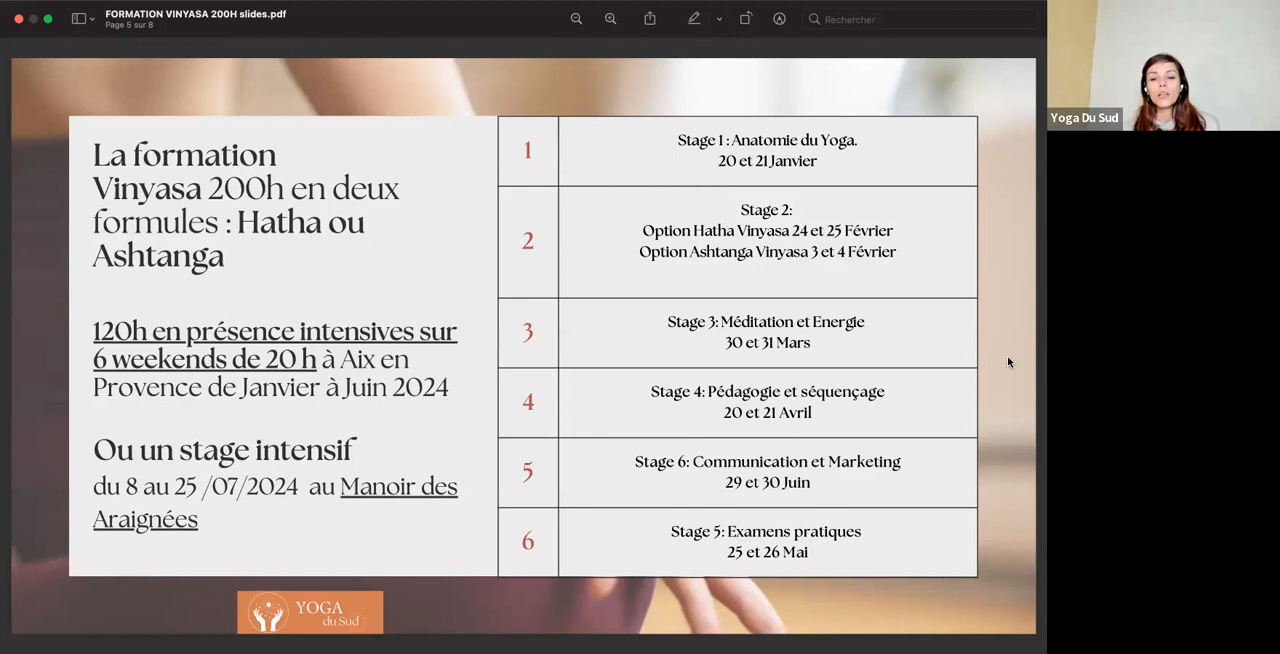 FORMATION VINYASA 200H slides.pdf
Page 5 sur 8
Rechercher
Yoga Du Sud
La formation
Vinyasa 200h en deux
formules : Hatha ou
Ashtanga
120h en présence intensives sur
6 weekends de 20 h à Aix en
Provence de Janvier à Juin 2024
Ou un stage intensif
du 8 au 25 /07/2024 au Manoir des
Araignées
1
Stage 1 : Anatomie du Yoga.
20 et 21 Janvier
2
Stage 2:
Option Hatha Vinyasa 24 et 25 Février
Option Ashtanga Vinyasa 3 et 4 Février
3
Stage 3: Méditation et Energie
30 et 31 Mars
4
Stage 4: Pédagogie et séquençage
20 et 21 Avril
5
Stage 6: Communication et Marketing
29 et 30 Juin
6
Stage 5: Examens pratiques
25 et 26 Mai
YOGA
du Sud